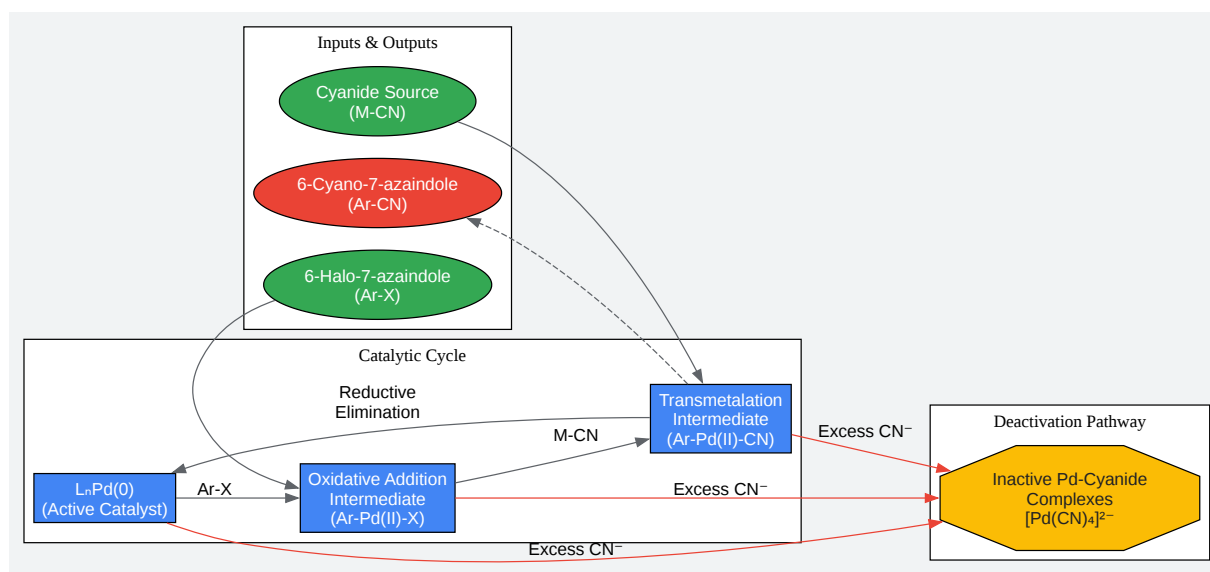 Inputs & Outputs
Cyanide Source
(M-CN)
6-Cyano-7-azaindole
(Ar-CN)
6-Halo-7-azaindole
(Ar-X)
Catalytic Cycle
Reductive
Elimination
Transmetalation
Intermediate
(Ar-Pd(II)-CN)
M-CN
LₙPd(0)
(Active Catalyst)
Ar-X
Oxidative Addition
Intermediate
(Ar-Pd(II)-X)
Excess CN⁻
Excess CN⁻
Excess CN⁻
Deactivation Pathway
Inactive Pd-Cyanide
Complexes
[Pd(CN)₄]²⁻